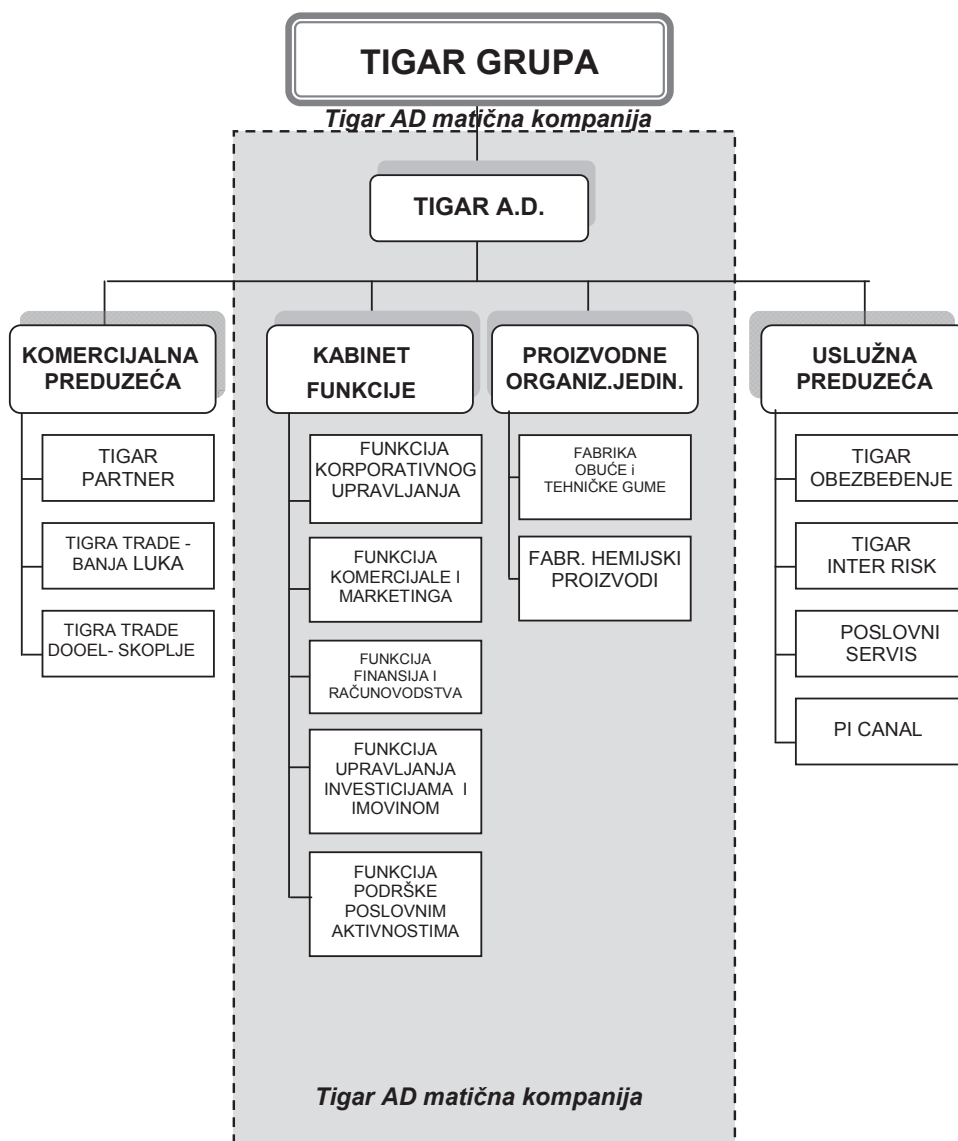 TIGAR GRUPA
Tigar AD matična kompanija
TIGAR A.D.
KOMERCIJALNA
PREDUZEĆA
TIGAR
PARTNER
TIGRA TRADE -
BANJA LUKA
TIGRA TRADE
DOOEL- SKOPLJE
KABINET
FUNKCIJE
FUNKCIJA
KORPORATIVNOG
UPRAVLJANJA
FUNKCIJA
KOMERCIJALE I
MARKETINGA
FUNKCIJA
FINANSIJA I
RAČUNOVODSTVA
FUNKCIJA
UPRAVLJANJA
INVESTICIJAMA I
IMOVINOM
FUNKCIJA
PODRŠKE
POSLOVNIM
AKTIVNOSTIMA
PROIZVODNE
ORGANIZ.JEDIN.
FABRIKA
OBUĆE i
TEHNIČKE GUME
FABR. HEMIJSKI
PROIZVODI
USLUŽNA
PREDUZEĆA
TIGAR
OBEZBEĐENJE
TIGAR
INTER RISK
POSLOVNI
SERVIS
PI CANAL
Tigar AD matična kompanija